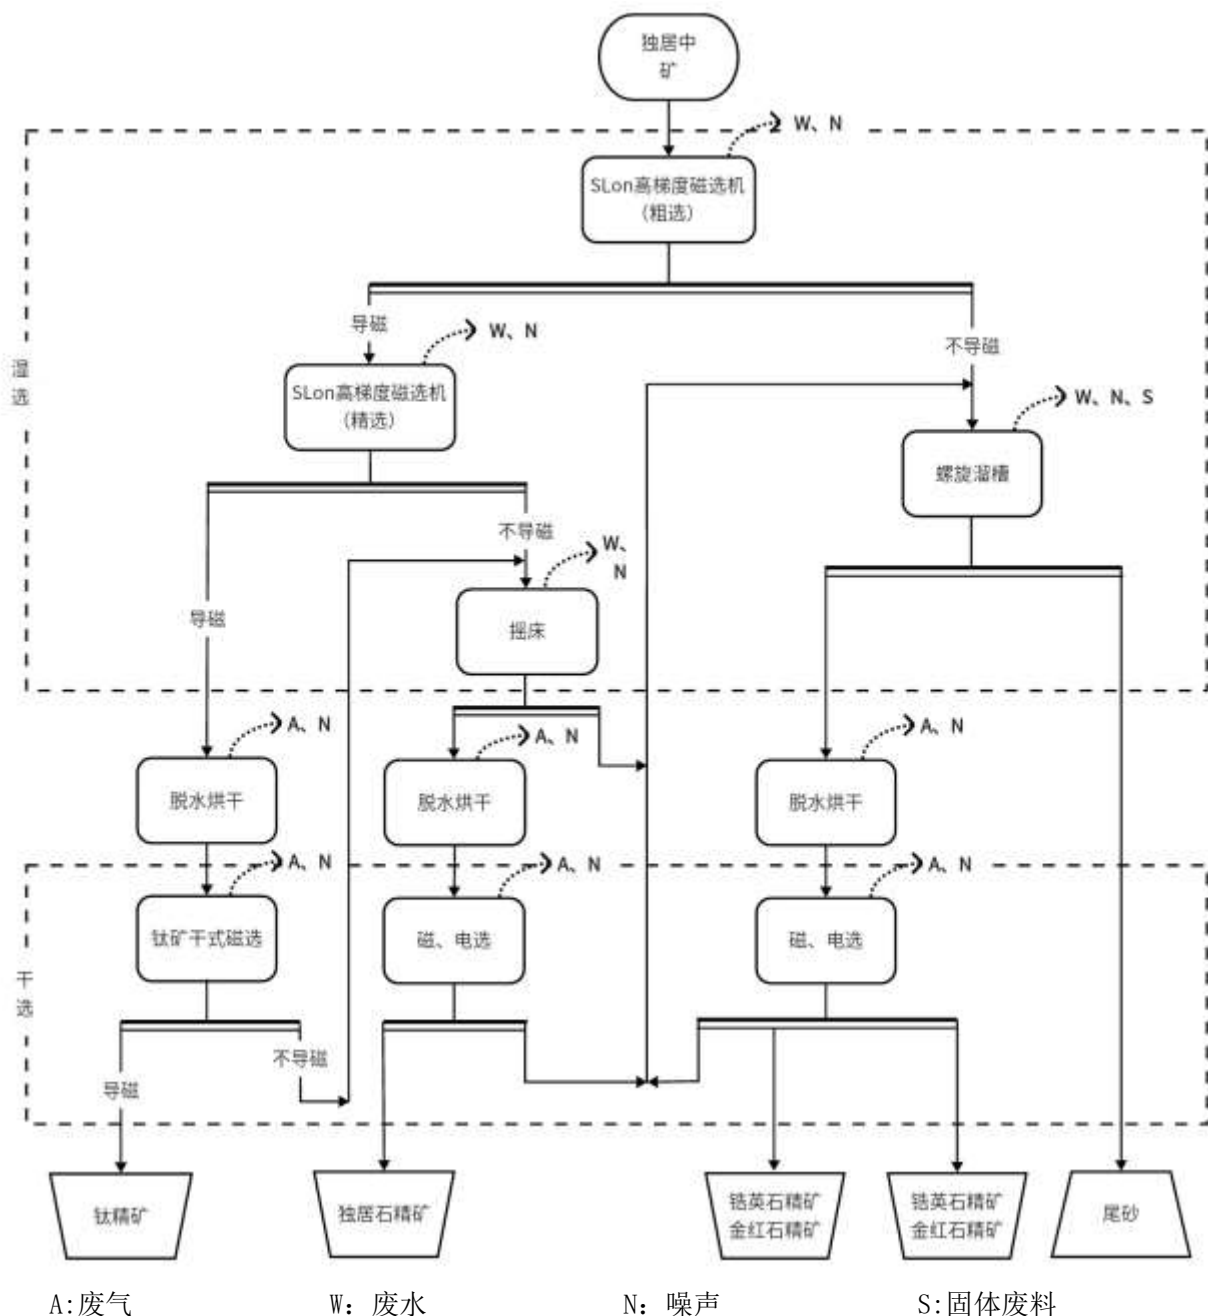 独居中
矿
W、N
SLon高梯度磁选机
（粗选）
导磁
W、N
不导磁
湿
选
SLon高梯度磁选机
（精选）
W、N、S
螺旋溜槽
不导磁
W、
N
导磁
摇床
A、N
A、N
A、N
脱水烘干
脱水烘干
脱水烘干
A、N
A、N
A、N
钛矿干式磁选
磁、电选
磁、电选
干
选
不导磁
导磁
钛精矿
独居石精矿
锆英石精矿
金红石精矿
锆英石精矿
金红石精矿
尾砂
A:废气
W：废水
N：噪声
S:固体废料